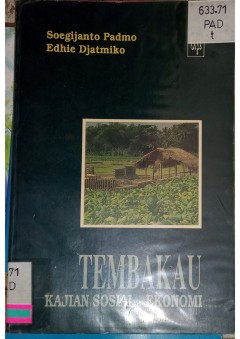 Soegijanto Padmo
Edhie Djatmiko
633.71
PAD
t
TEMBAKAU
KAJIAN SOSIAL - EKONOMI
71
D